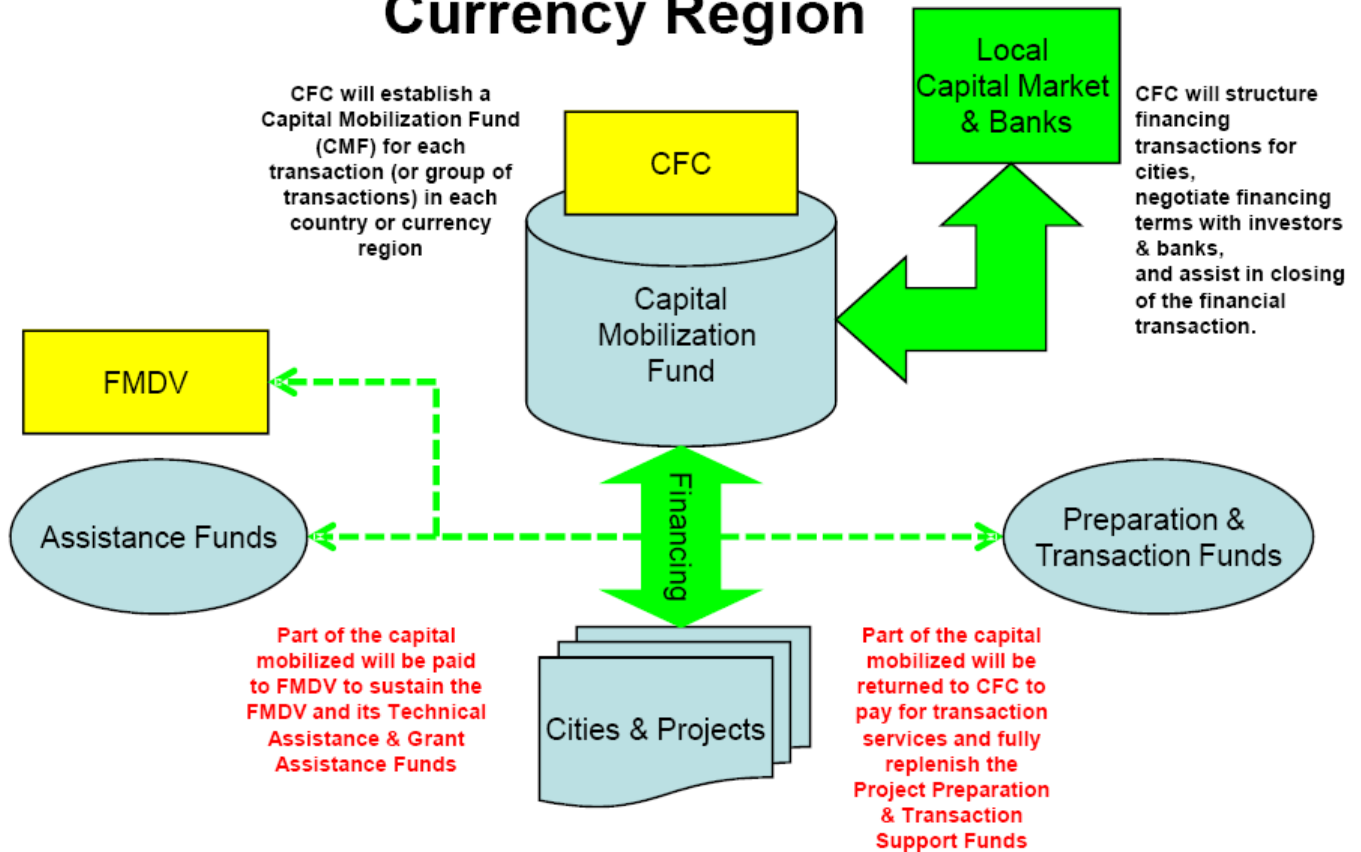 Currency Region
CFC will establish a
Capital Mobilization Fund
(CMF) for each
transaction (or group of
transactions) in each
country or currency
region
CFC
Local
Capital Market
& Banks
CFC will structure
financing
transactions for
cities,
negotiate financing
terms with investors
& banks,
and assist in closing
of the financial
transaction.
Capital
Mobilization
Fund
FMDV
Assistance Funds
Financing
Preparation &
Transaction Funds
Part of the capital
mobilized will be paid
to FMDV to sustain the
FMDV and its Technical
Assistance & Grant
Assistance Funds
Cities & Projects
Part of the capital
mobilized will be
returned to CFC to
pay for transaction
services and fully
replenish the
Project Preparation
& Transaction
Support Funds